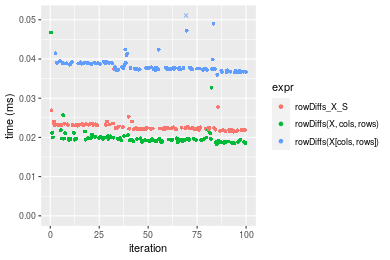 0.05
0.04
0.03
0.02
0.01
0.00
time (ms)
0
25
50
75
100
iteration
expr
rowDiffs_X_S
rowDiffs(X, cols, rows)
rowDiffs(X[cols, rows])